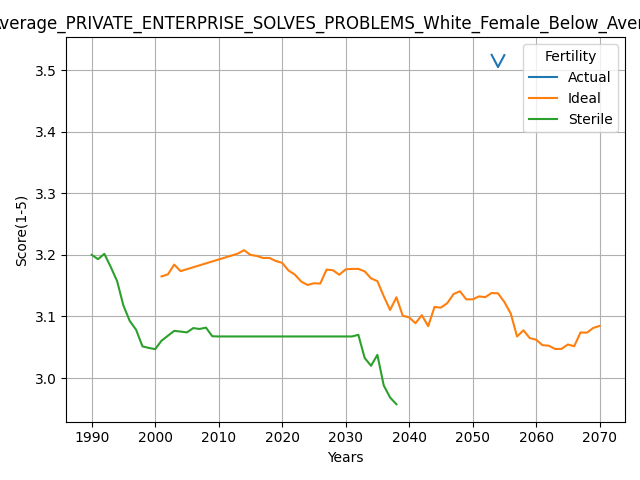 verage_PRIVATE_ENTERPRISE_SOLVES_PROBLEMS_White_Female_Below_Aver
Fertility
Actual
Ideal
Sterile
3.5
3.4
3.3
3.2
3.1
3.0
Score(1-5)
1990 2000 2010 2020 2030 2040 2050 2060 2070
Years